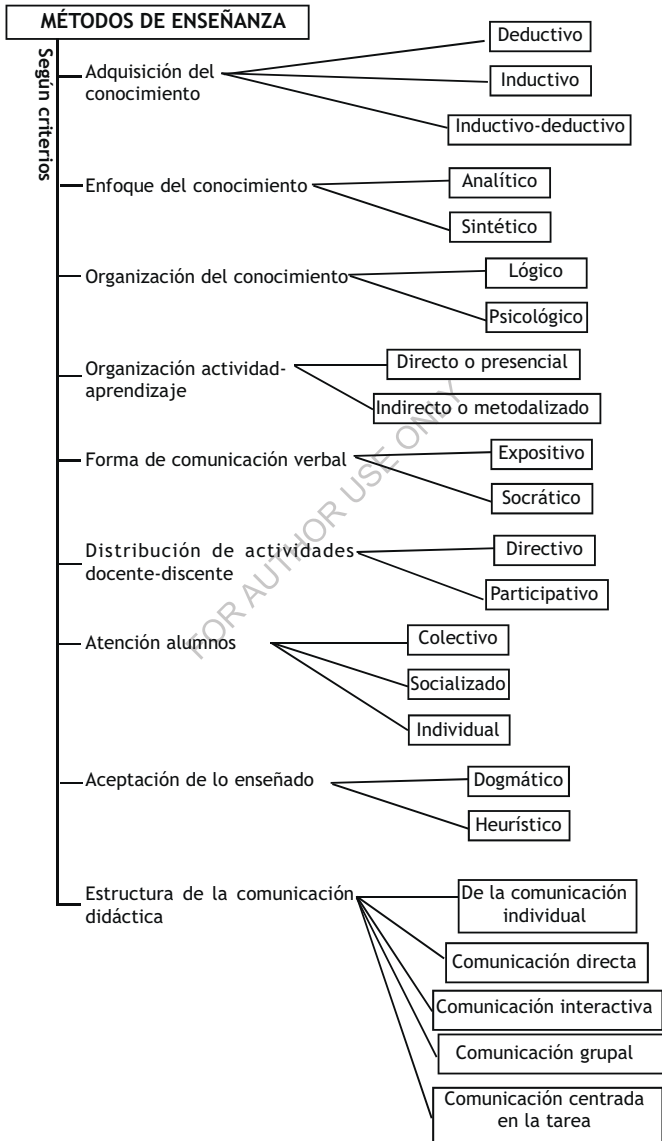 MÉTODOS DE ENSEÑANZA
Según criterios
Adquisición del
conocimiento
Deductivo
Inductivo
Inductivo-deductivo
Enfoque del conocimiento
Analítico
Sintético
Organización del conocimiento
Lógico
Psicológico
Organización actividad-
aprendizaje
Directo o presencial
Indirecto o metodalizado
Forma de comunicación verbal
Expositivo
Socrático
Distribución de actividades
docente-discente
Directivo
Participativo
Atención alumnos
Colectivo
Socializado
Individual
Aceptación de lo enseñado
Dogmático
Heurístico
Estructura de la comunicación
didáctica
De la comunicación
individual
Comunicación directa
Comunicación interactiva
Comunicación grupal
Comunicación centrada
en la tarea
FOR AUTHOR USE ONLY